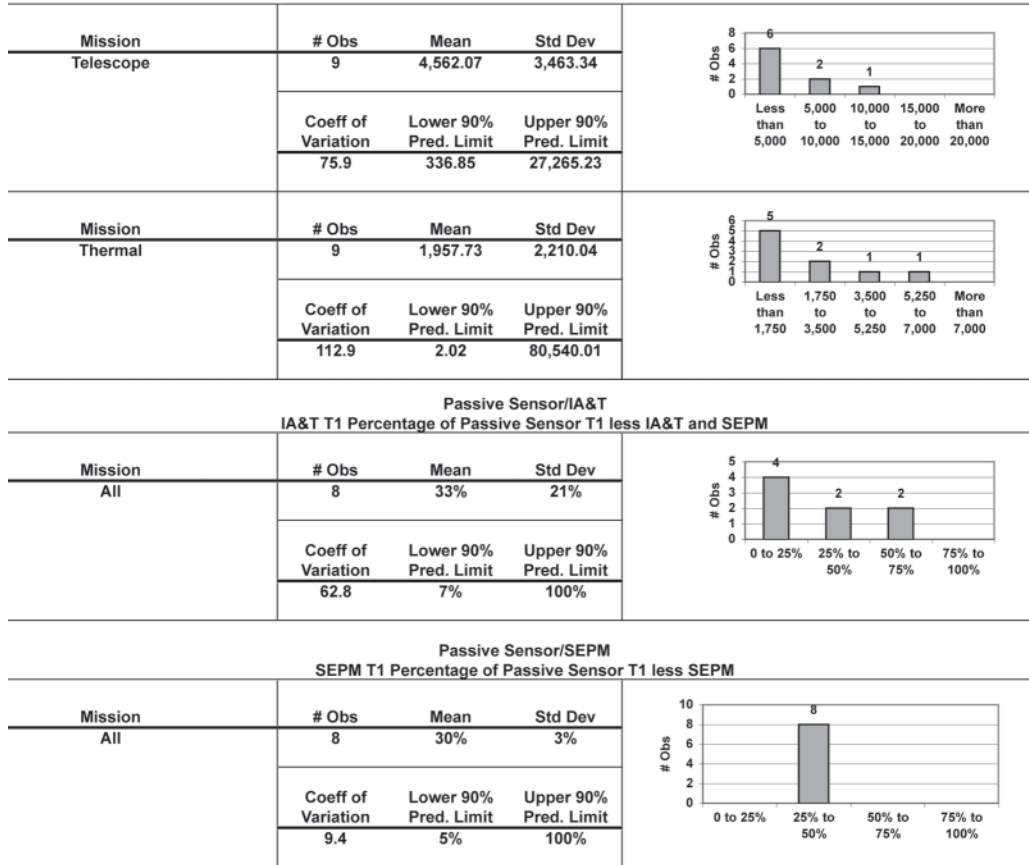 Mission # Obs Mean Std Dev
Telescope 9 4,562.07 3,463.34
Coeff of Lower 90% Upper 90%
Variation Pred. Limit Pred. Limit
75.9 336.85 27,265.23
# Obs
8
6
4
2
0
6
2
1
Less 5,000 10,000 15,000 More
than to to to than
5,000 10,000 15,000 20,000 20,000
Mission # Obs Mean Std Dev
Thermal 9 1,957.73 2,210.04
Coeff of Lower 90% Upper 90%
Variation Pred. Limit Pred. Limit
112.9 2.02 80,540.01
# Obs
6
5
4
3
2
1
0
5
2
1
1
Less 1,750 3,500 5,250 More
than to to to than
1,750 3,500 5,250 7,000 7,000
Passive Sensor/IA&T
IA&T T1 Percentage of Passive Sensor T1 less IA&T and SEPM
Mission # Obs Mean Std Dev
All 8 33% 21%
Coeff of Lower 90% Upper 90%
Variation Pred. Limit Pred. Limit
62.8 7% 100%
# Obs
5
4
3
2
1
0
4
2
2
0 to 25% 25% to 50% to 75% to
50% 75% 100%
Passive Sensor/SEPM
SEPM T1 Percentage of Passive Sensor T1 less SEPM
Mission # Obs Mean Std Dev
All 8 30% 3%
Coeff of Lower 90% Upper 90%
Variation Pred. Limit Pred. Limit
9.4 5% 100%
# Obs
10
8
6
4
2
0
8
0 to 25% 25% to 50% to 75% to
50% 75% 100%